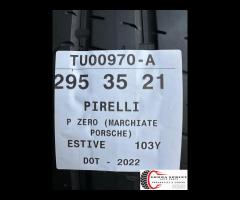 TU00970-A
295 35 21
PIRELLI
P ZERO (MARCHIATE
PORSCHE)
ESTIVE 103Y
DOT - 2022